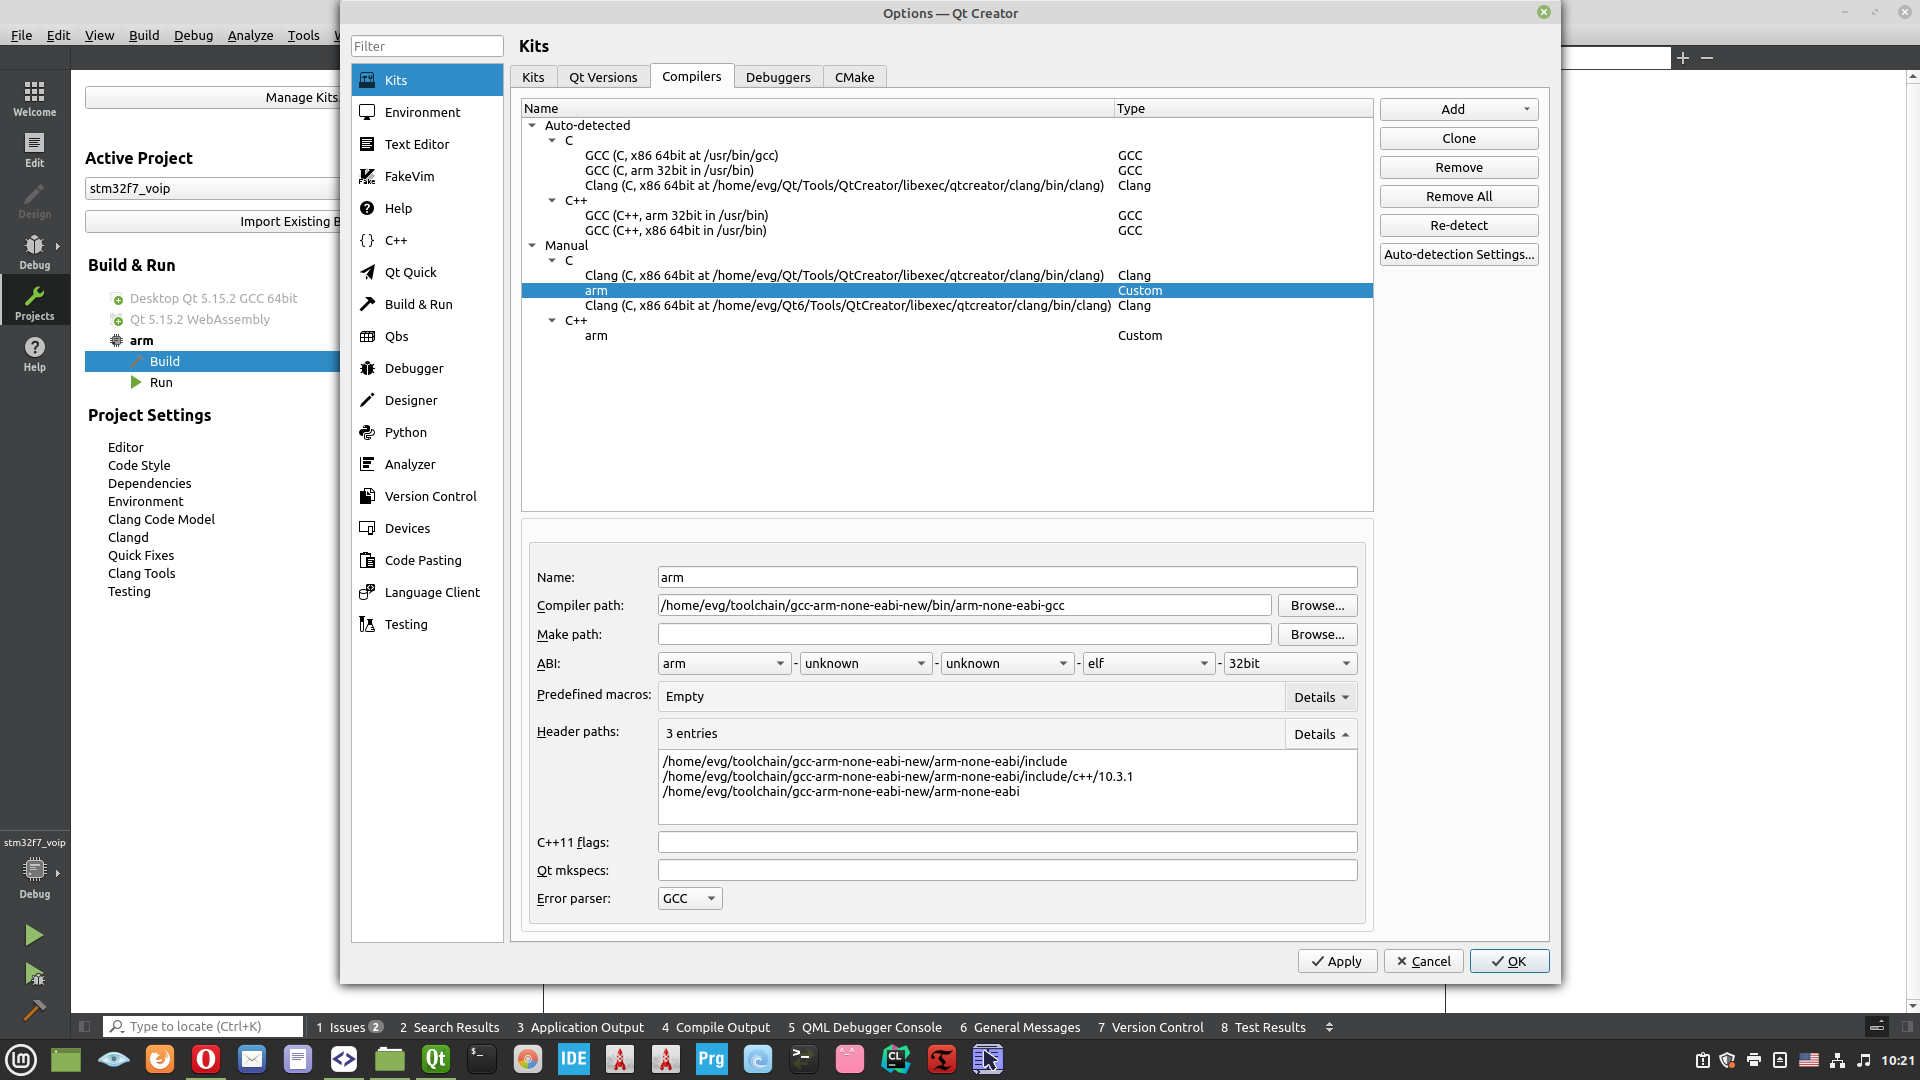 Options — Qt Creator
File Edit View Build Debug Analyze Tools
Filter
Kits
Kits
Environment
Text Editor
FakeVim
Help
C++
Qt Quick
Build & Run
Qbs
Debugger
Designer
Python
Analyzer
Version Control
Devices
Code Pasting
Language Client
Testing
Kits Qt Versions Compilers Debuggers CMake
Name Type
Auto-detected
C
GCC (C, x86 64bit at /usr/bin/gcc) GCC
GCC (C, arm 32bit in /usr/bin) GCC
Clang (C, x86 64bit at /home/evg/Qt/Tools/QtCreator/libexec/qtcreator/clang/bin/clang) Clang
C++
GCC (C++, arm 32bit in /usr/bin) GCC
GCC (C++, x86 64bit in /usr/bin) GCC
Manual
C
Clang (C, x86 64bit at /home/evg/Qt/Tools/QtCreator/libexec/qtcreator/clang/bin/clang) Clang
arm Custom
Clang (C, x86 64bit at /home/evg/Qt6/Tools/QtCreator/libexec/qtcreator/clang/bin/clang) Clang
C++
arm Custom
Add
Clone
Remove
Remove All
Re-detect
Auto-detection Settings...
Name: arm
Compiler path: /home/evg/toolchain/gcc-arm-none-eabi-new/bin/arm-none-eabi-gcc Browse...
Make path: Browse...
ABI: arm - unknown - unknown - elf - 32bit
Predefined macros: Empty Details
Header paths: 3 entries Details
/home/evg/toolchain/gcc-arm-none-eabi-new/arm-none-eabi/include
/home/evg/toolchain/gcc-arm-none-eabi-new/arm-none-eabi/include/c++/10.3.1
/home/evg/toolchain/gcc-arm-none-eabi-new/arm-none-eabi
C++11 flags:
Qt mkspecs:
Error parser: GCC
Apply Cancel OK
Welcome
Edit
Design
Debug
Projects
Help
stm32f7_voip
Debug
Manage Kits
Active Project
stm32f7_voip
Import Existing B
Build & Run
Desktop Qt 5.15.2 GCC 64bit
Qt 5.15.2 WebAssembly
arm
Build
Run
Project Settings
Editor
Code Style
Dependencies
Environment
Clang Code Model
Clangd
Quick Fixes
Clang Tools
Testing
Type to locate (Ctrl+K) 1 Issues 2 2 Search Results 3 Application Output 4 Compile Output 5 QML Debugger Console 6 General Messages 7 Version Control 8 Test Results
Qt IDE Prg CL 10:21